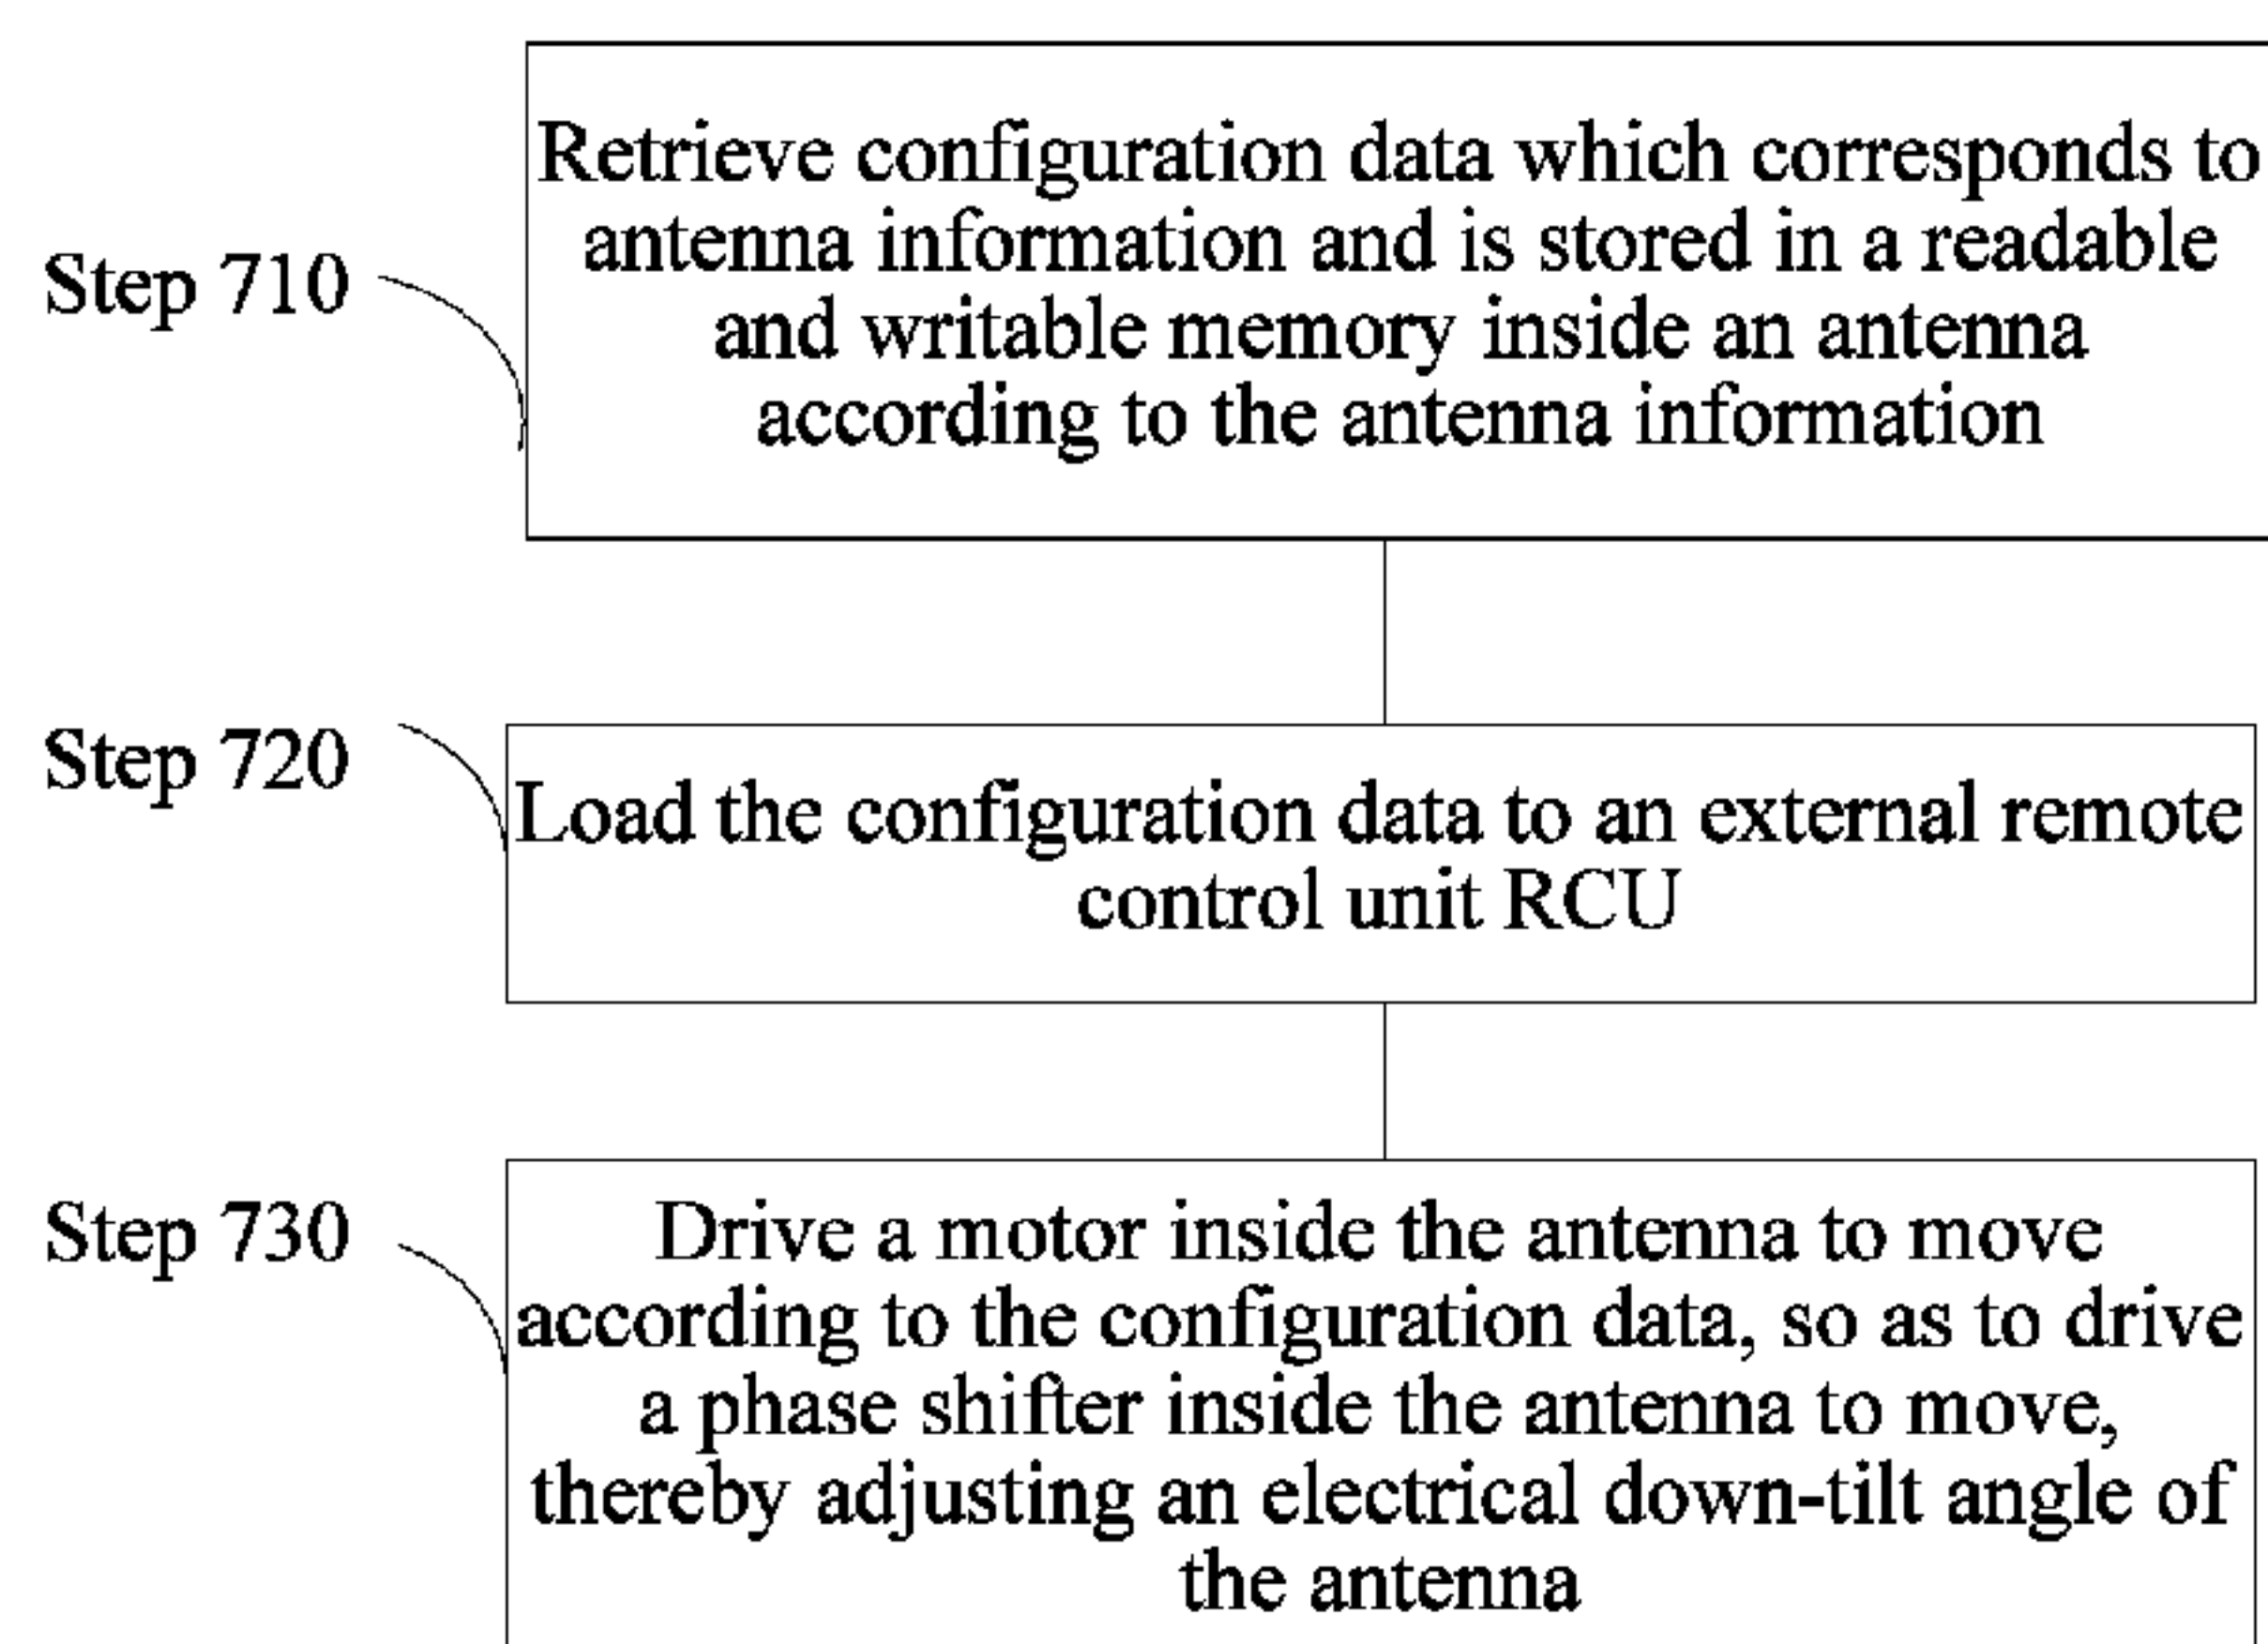 Step 710
Retrieve configuration data which corresponds to
antenna information and is stored in a readable
and writable memory inside an antenna
according to the antenna information
Step 720
Load the configuration data to an external remote
control unit RCU
Step 730
Drive a motor inside the antenna to move
according to the configuration data, so as to drive
a phase shifter inside the antenna to move,
thereby adjusting an electrical down-tilt angle of
the antenna